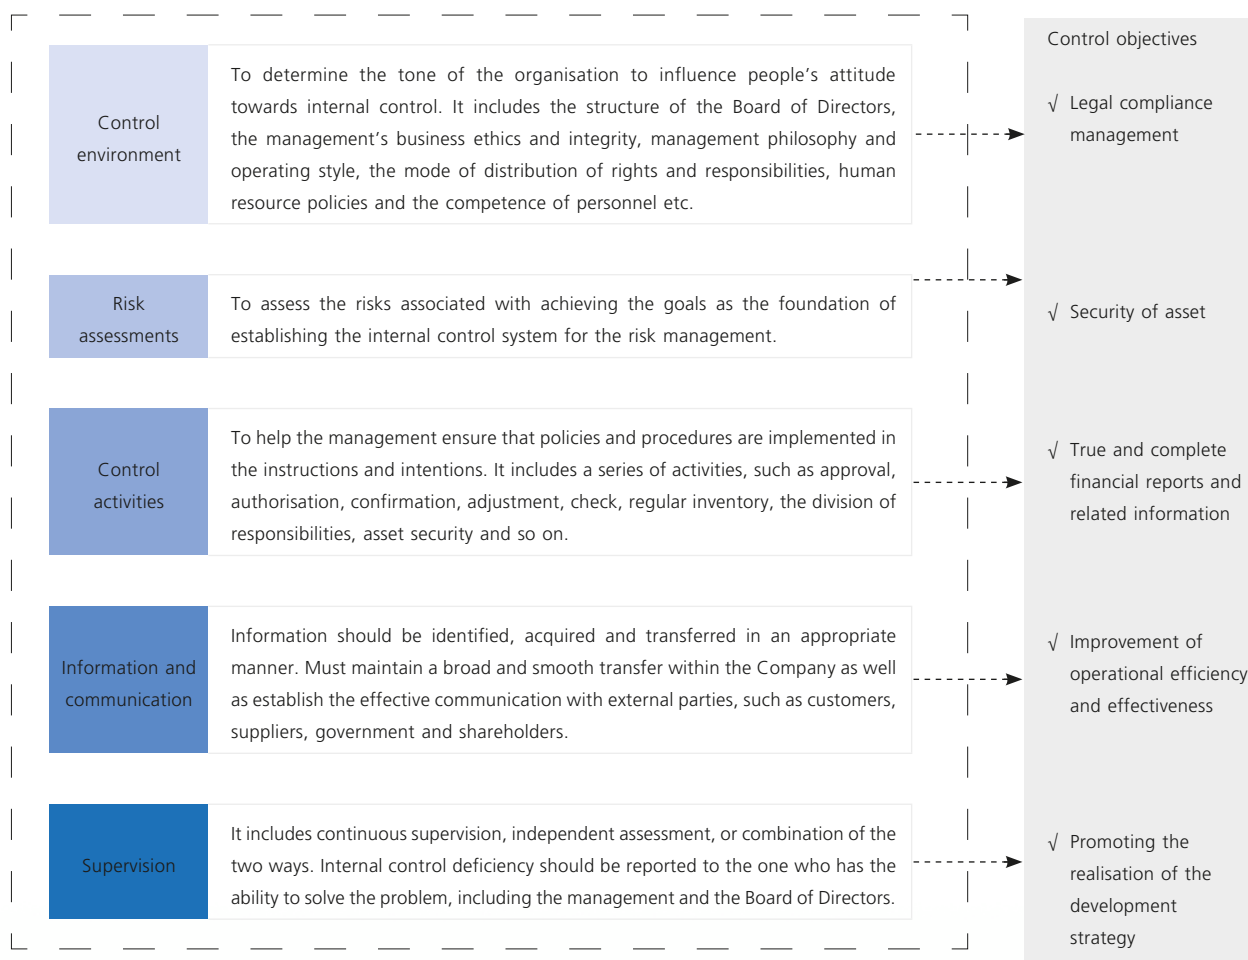 Control
environment
To determine the tone of the organisation to influence people's attitude
towards internal control. It includes the structure of the Board of Directors,
the management's business ethics and integrity, management philosophy and
operating style, the mode of distribution of rights and responsibilities, human
resource policies and the competence of personnel etc.
Risk
assessments
To assess the risks associated with achieving the goals as the foundation of
establishing the internal control system for the risk management.
Control
activities
To help the management ensure that policies and procedures are implemented in
the instructions and intentions. It includes a series of activities, such as approval,
authorisation, confirmation, adjustment, check, regular inventory, the division of
responsibilities, asset security and so on.
Information and
communication
Information should be identified, acquired and transferred in an appropriate
manner. Must maintain a broad and smooth transfer within the Company as well
as establish the effective communication with external parties, such as customers,
suppliers, government and shareholders.
Supervision
It includes continuous supervision, independent assessment, or combination of the
two ways. Internal control deficiency should be reported to the one who has the
ability to solve the problem, including the management and the Board of Directors.
Control objectives
√ Legal compliance
management
√ Security of asset
√ True and complete
financial reports and
related information
√ Improvement of
operational efficiency
and effectiveness
√ Promoting the
realisation of the
development
strategy